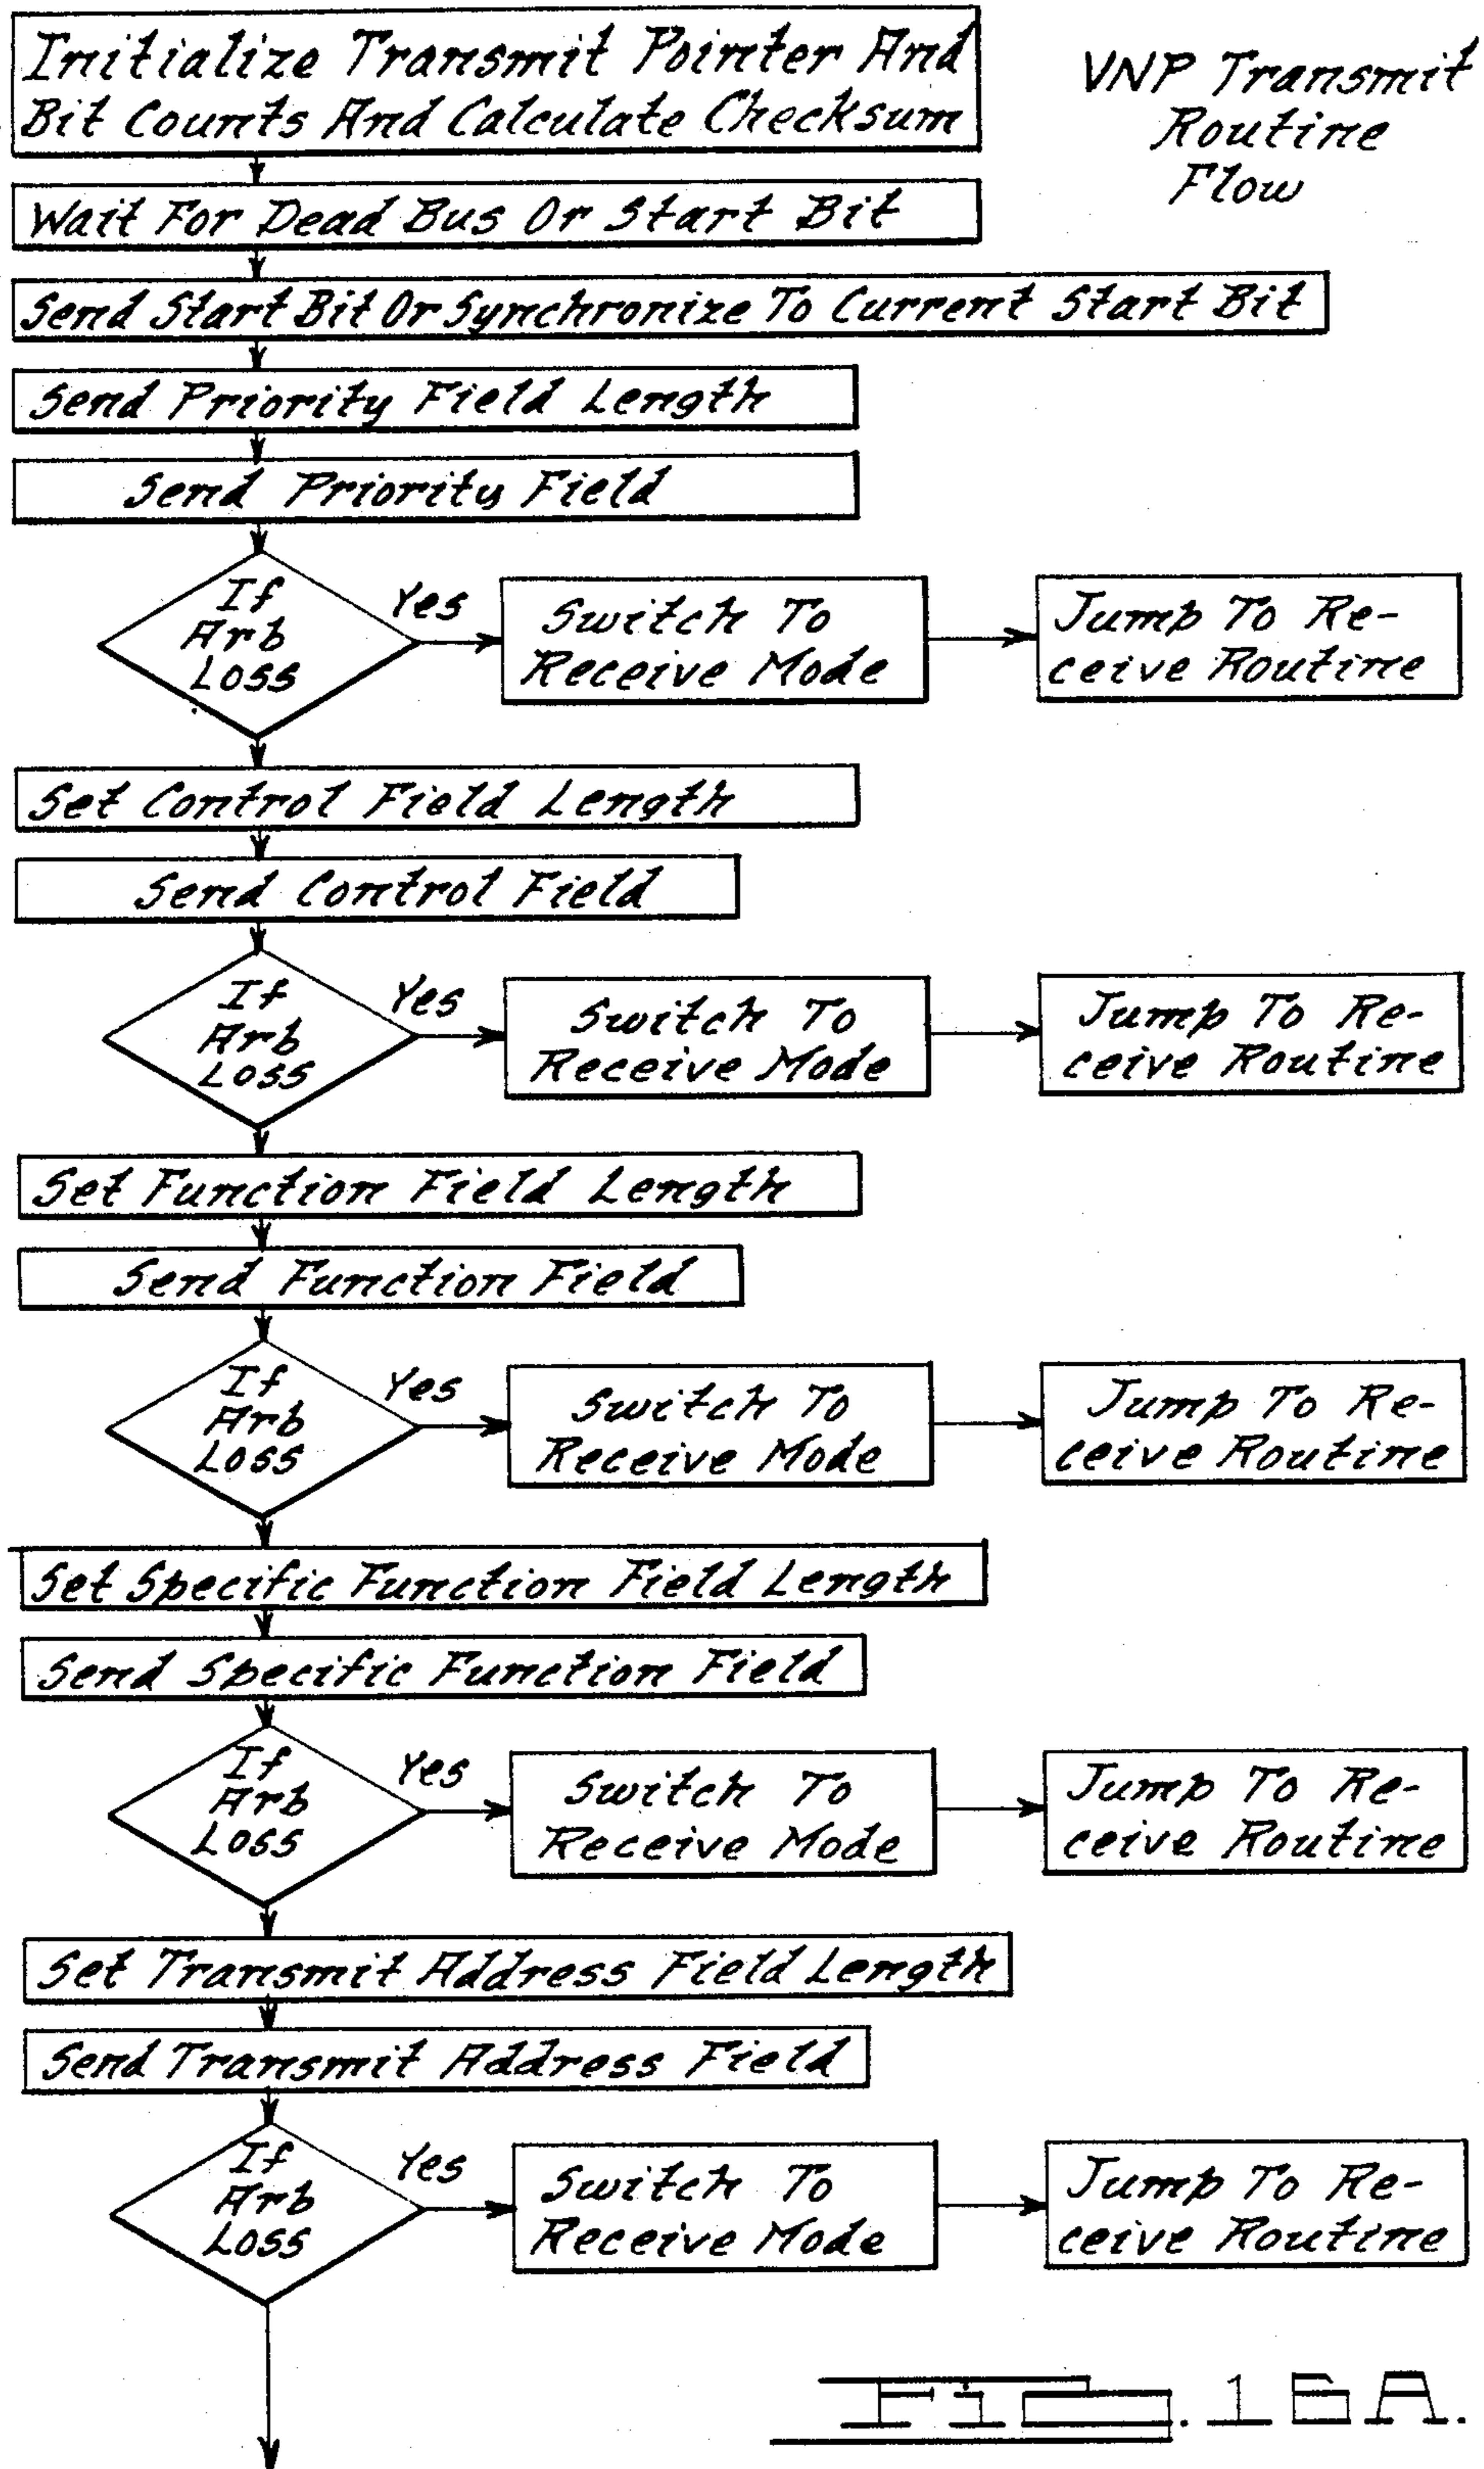 Initialize Transmit Pointer And
Bit Counts And Calculate Checksum
VNP Transmit
Routine
Flow
Wait For Dead Bus Or Start Bit
Send Start Bit Or Synchronize To Current Start Bit
Send Priority Field Length
Send Priority Field
If
Arb
Loss
Yes
Switch To
Receive Mode
Jump To Re-
ceive Routine
Set Control Field Length
Send Control Field
If
Arb
Loss
Yes
Switch To
Receive Mode
Jump To Re-
ceive Routine
Set Function Field Length
Send Function Field
If
Arb
Loss
Yes
Switch To
Receive Mode
Jump To Re-
ceive Routine
Set Specific Function Field Length
Send Specific Function Field
If
Arb
Loss
Yes
Switch To
Receive Mode
Jump To Re-
ceive Routine
Set Transmit Address Field Length
Send Transmit Address Field
If
Arb
Loss
Yes
Switch To
Receive Mode
Jump To Re-
ceive Routine